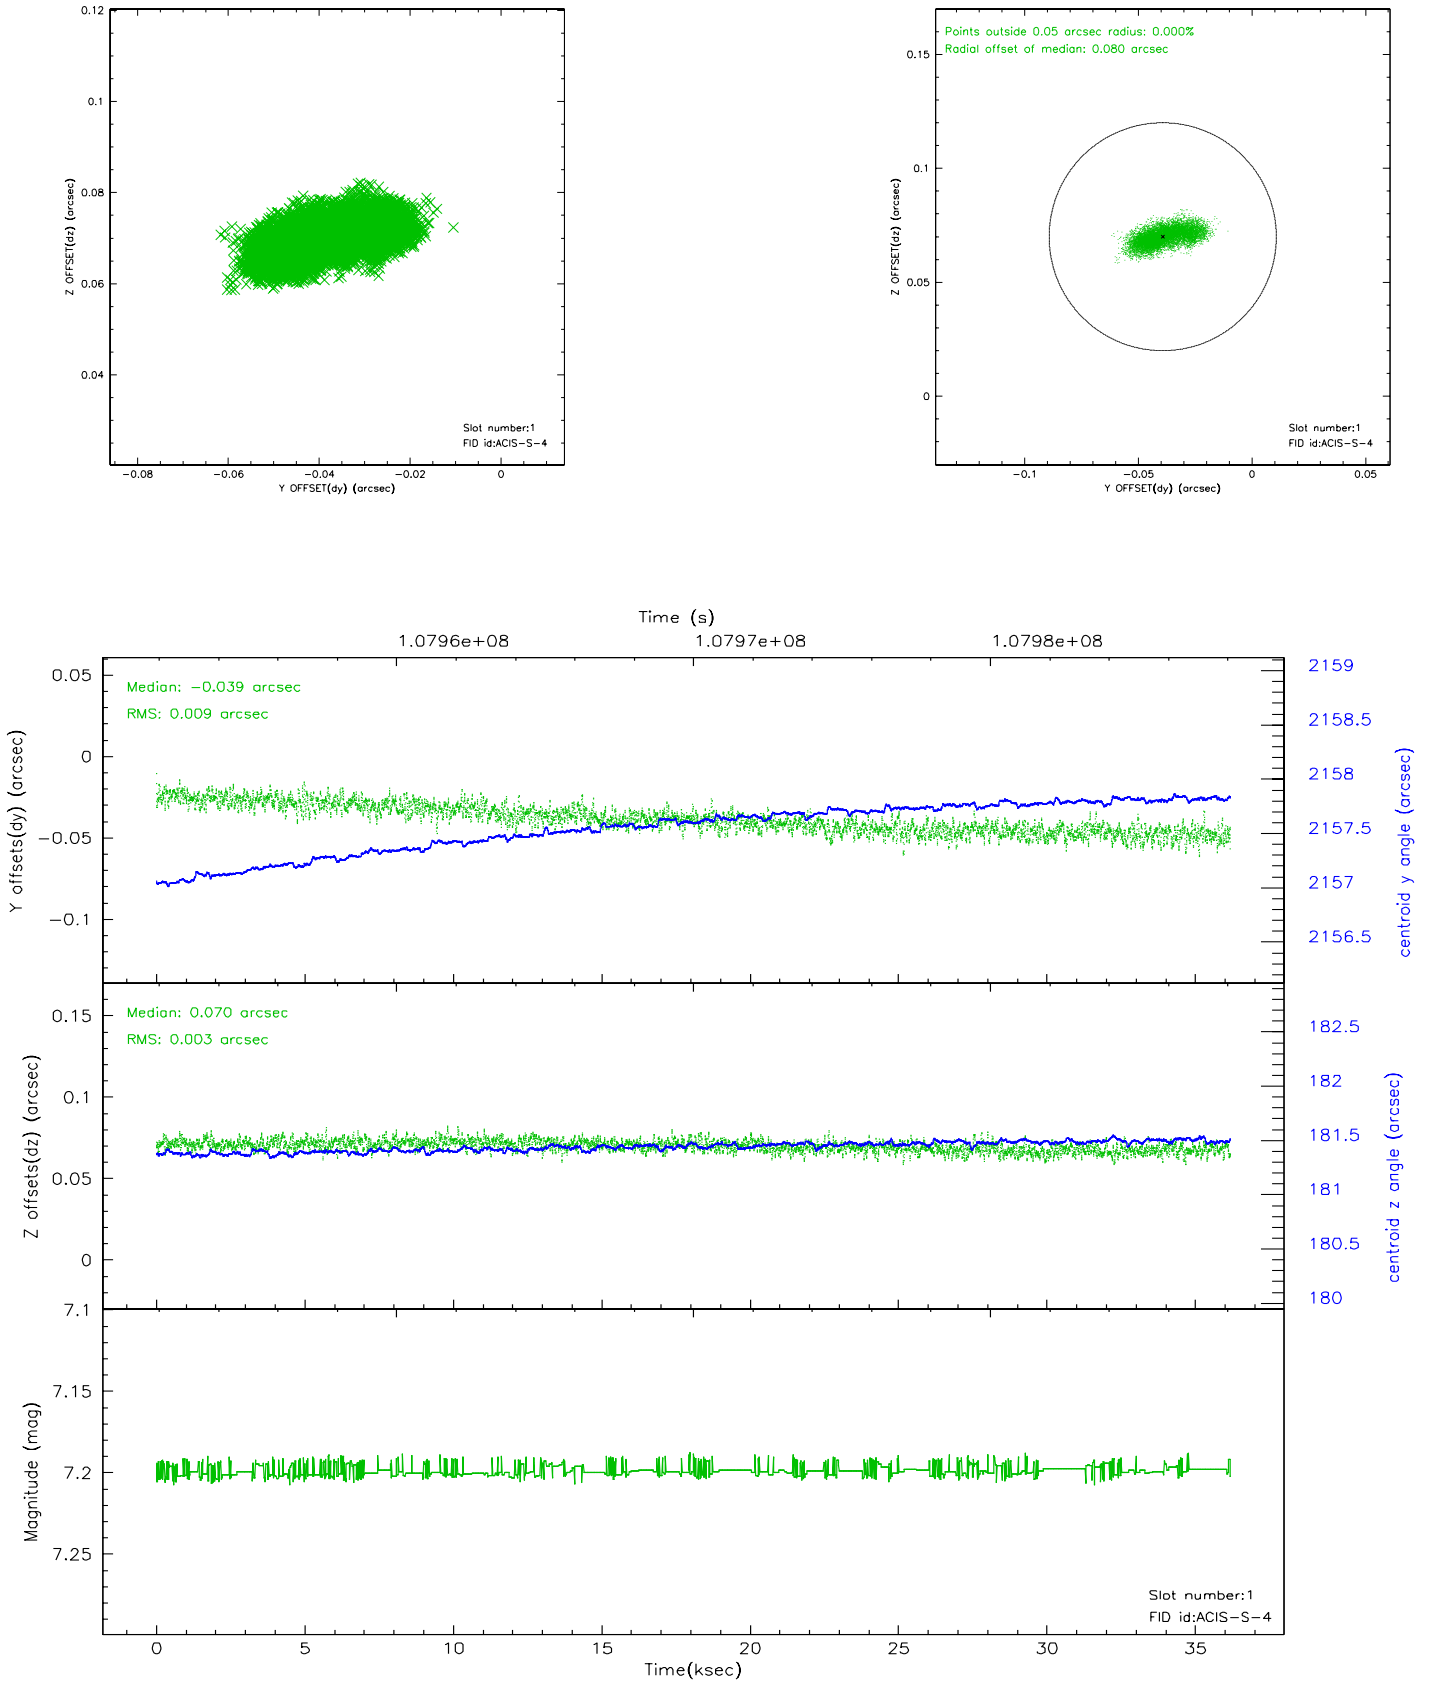 0.12
0.1
0.08
0.06
0.04
Z OFFSET(dz) (arcsec)
Slot number:1
FID id:ACIS-S-4
-0.08
-0.06
-0.04
-0.02
0
Y OFFSET(dy) (arcsec)
Points outside 0.05 arcsec radius: 0.000%
Radial offset of median: 0.080 arcsec
0.15
0.1
0.05
0
Z OFFSET(dz) (arcsec)
Slot number:1
FID id:ACIS-S-4
-0.1
-0.05
0
0.05
Y OFFSET(dy) (arcsec)
Time (s)
1.0796e+08
1.0797e+08
1.0798e+08
0.05
0
-0.05
-0.1
Y offsets(dy) (arcsec)
Median: -0.039 arcsec
RMS: 0.009 arcsec
2159
2158.5
2158
2157.5
2157
2156.5
centroid y angle (arcsec)
0.15
0.1
0.05
0
Z offsets(dz) (arcsec)
Median: 0.070 arcsec
RMS: 0.003 arcsec
182.5
182
181.5
181
180.5
180
centroid z angle (arcsec)
7.1
7.15
7.2
7.25
Magnitude (mag)
Slot number:1
FID id:ACIS-S-4
0
5
10
15
20
25
30
35
Time(ksec)